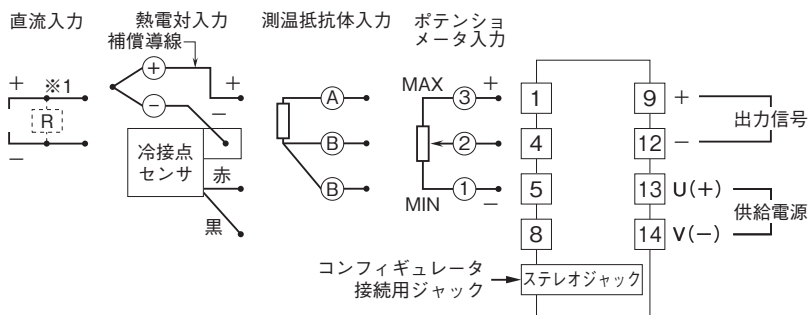 直流入力
熱電対入力
補償導線
測温抵抗体入力
ポテンショ
メータ入力
+
※1
R
−
+
−
+
−
冷接点
センサ
赤
黒
A
B
B
MAX
3
+
2
MIN
1
−
1
4
5
8
9
+
12
−
出力信号
13
U(+)
14
V(−)
供給電源
コンフィギュレータ
接続用ジャック
ステレオジャック